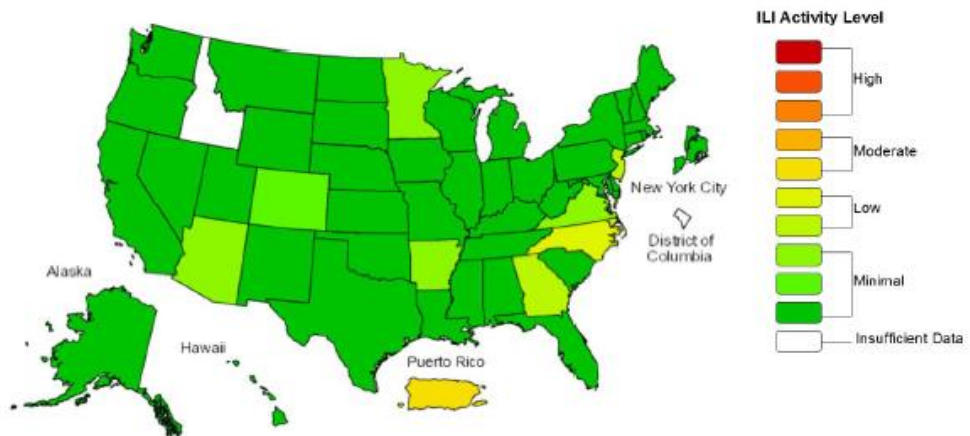 ILI Activity Level
High
Moderate
Low
Minimal
Insufficient Data
New York City
District of
Columbia
Alaska
Hawaii
Puerto Rico